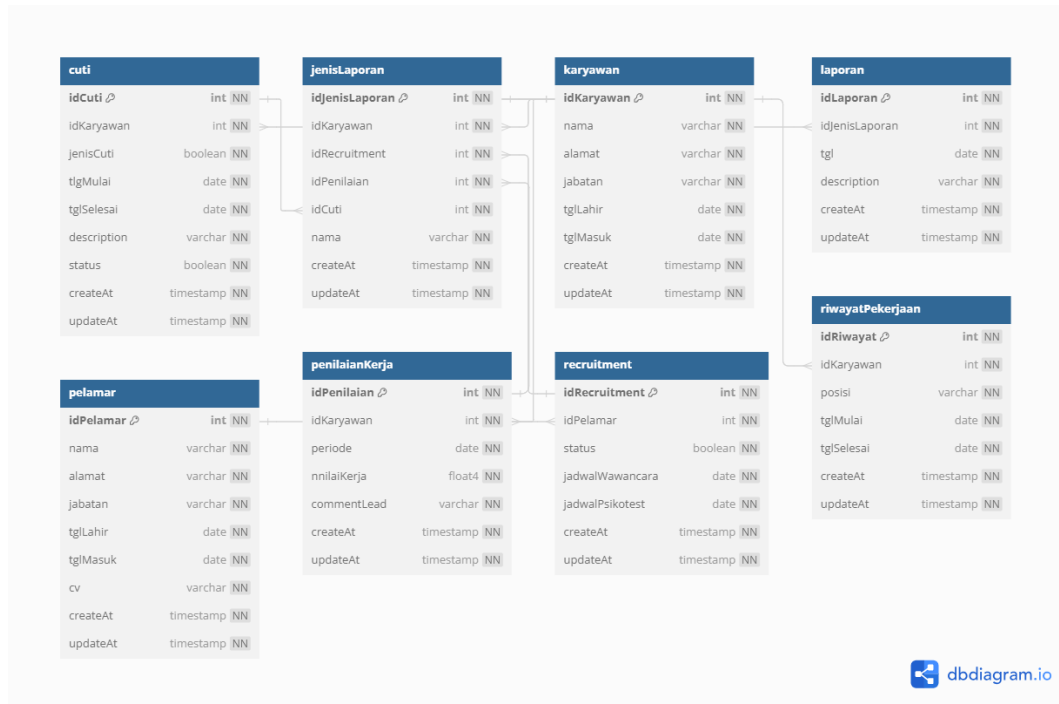 cuti
idCuti int NN
idKaryawan int NN
jenisCuti boolean NN
tlgMulai date NN
tglSelesai date NN
description varchar NN
status boolean NN
createAt timestamp NN
updateAt timestamp NN
jenisLaporan
idJenisLaporan int NN
idKaryawan int NN
idRecruitment int NN
idPenilaian int NN
idCuti int NN
nama varchar NN
createAt timestamp NN
updateAt timestamp NN
karyawan
idKaryawan int NN
nama varchar NN
alamat varchar NN
jabatan varchar NN
tglLahir date NN
tglMasuk date NN
createAt timestamp NN
updateAt timestamp NN
laporan
idLaporan int NN
idJenisLaporan int NN
tgl date NN
description varchar NN
createAt timestamp NN
updateAt timestamp NN
riwayatPekerjaan
idRiwayat int NN
idKaryawan int NN
posisi varchar NN
tglMulai date NN
tglSelesai date NN
createAt timestamp NN
updateAt timestamp NN
pelamar
idPelamar int NN
nama varchar NN
alamat varchar NN
jabatan varchar NN
tglLahir date NN
tglMasuk date NN
cv varchar NN
createAt timestamp NN
updateAt timestamp NN
penilaianKerja
idPenilaian int NN
idKaryawan int NN
periode date NN
nnilaiKerja float4 NN
commentLead varchar NN
createAt timestamp NN
updateAt timestamp NN
recruitment
idRecruitment int NN
idPelamar int NN
status boolean NN
jadwalWawancara date NN
jadwalPsikotest date NN
createAt timestamp NN
updateAt timestamp NN
dbdiagram.io